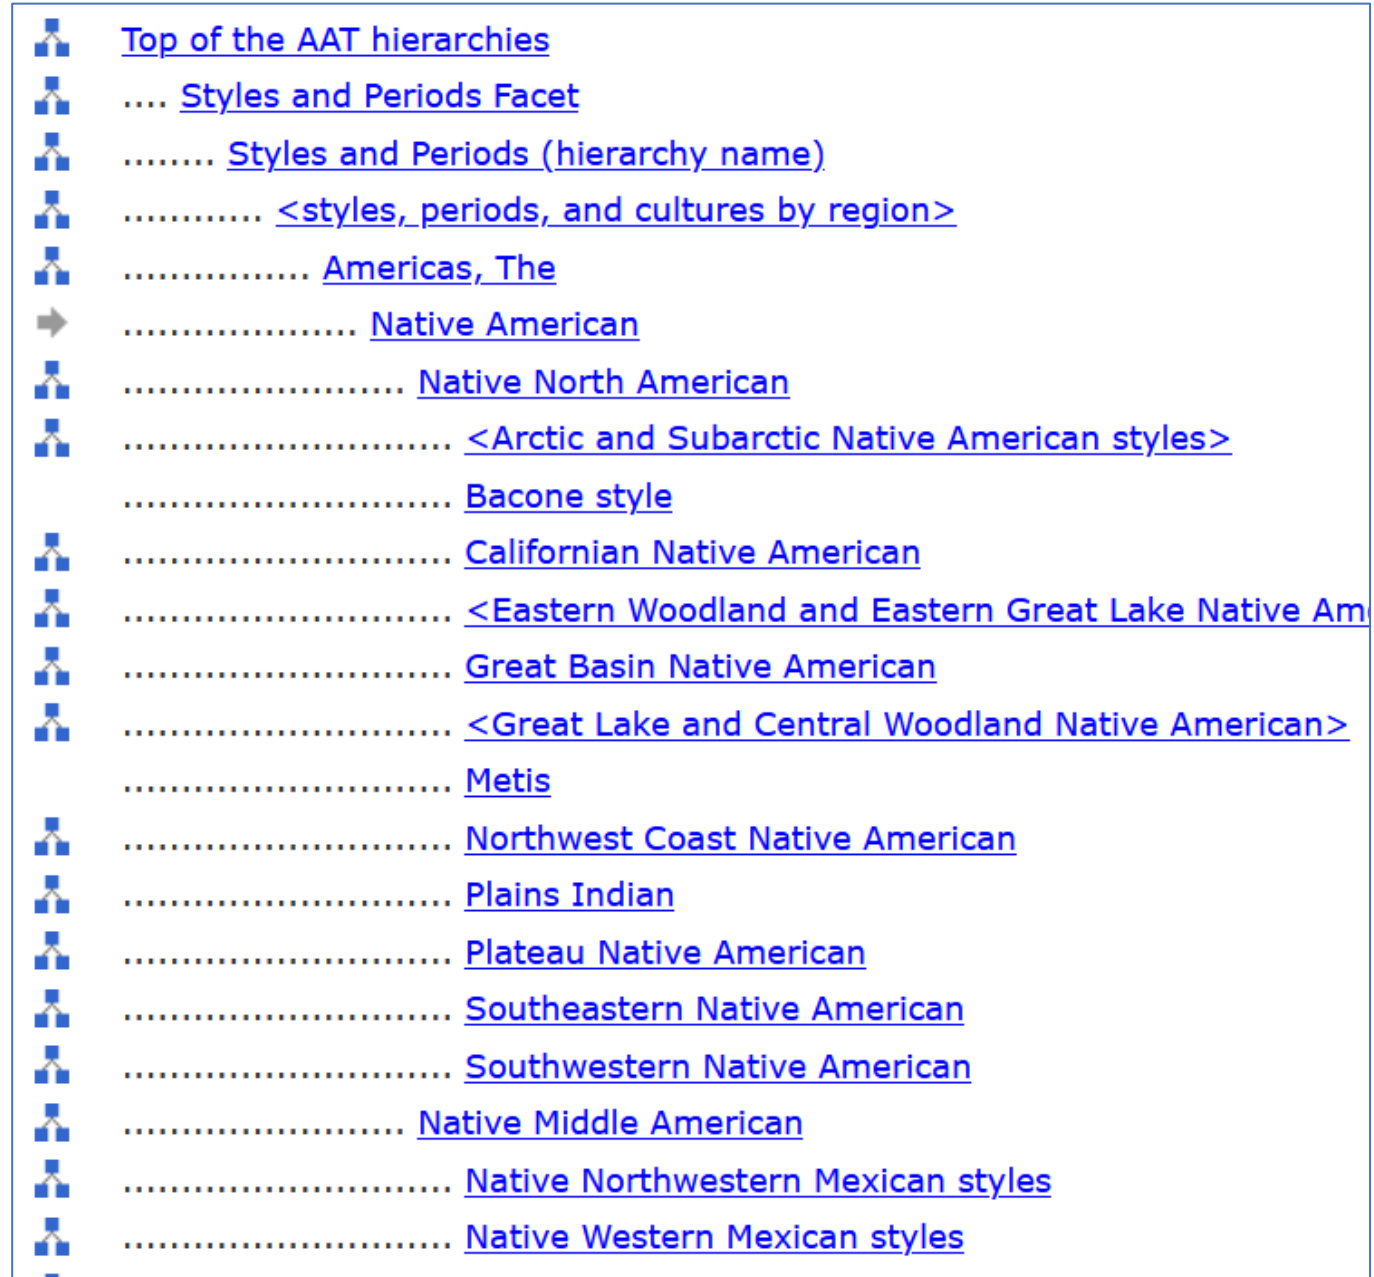 Top of the AAT hierarchies
.... Styles and Periods Facet
........ Styles and Periods (hierarchy name)
............ <styles, periods, and cultures by region>
................ Americas, The
.................... Native American
........................ Native North American
............................ <Arctic and Subarctic Native American styles>
............................ Bacone style
............................ Californian Native American
............................ <Eastern Woodland and Eastern Great Lake Native
............................ Great Basin Native American
............................ <Great Lake and Central Woodland Native American>
............................ Metis
............................ Northwest Coast Native American
............................ Plains Indian
............................ Plateau Native American
............................ Southeastern Native American
............................ Southwestern Native American
........................ Native Middle American
............................ Native Northwestern Mexican styles
............................ Native Western Mexican styles